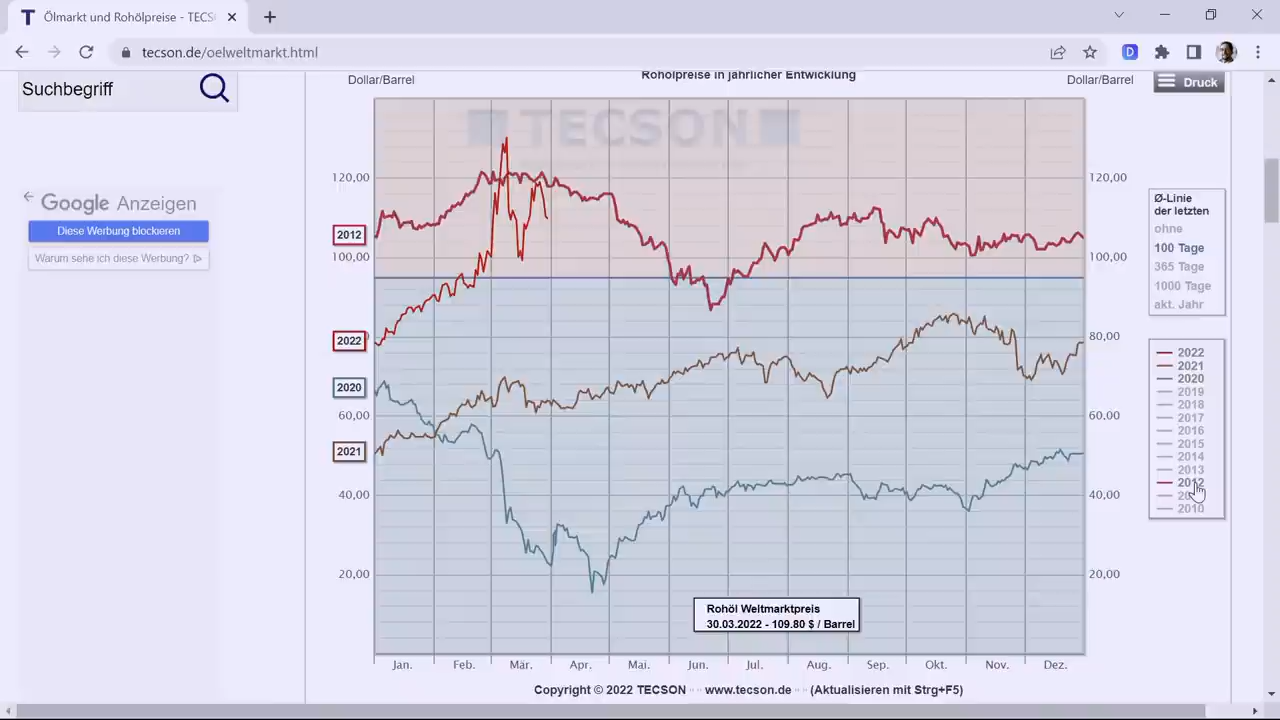 Ölmarkt und Rohölpreise - TECS
tecson.de/oelweltmarkt.html
Suchbegriff
Google Anzeigen
Diese Werbung blockieren
Warum sehe ich diese Werbung?
Dollar/Barrel
Rohölpreise in jährlicher Entwicklung
Dollar/Barrel
Druck
TECSON
120,00
100,00
60,00
40,00
20,00
2012
2022
2020
2021
120,00
100,00
80,00
60,00
40,00
20,00
Ø-Linie
der letzten
ohne
100 Tage
365 Tage
1000 Tage
akt. Jahr
2022
2021
2020
2019
2018
2017
2016
2015
2014
2013
2012
2010
Rohöl Weltmarktpreis
30.03.2022 - 109.80 $ / Barrel
Jan. Feb. Mär. Apr. Mai. Jun. Jul. Aug. Sep. Okt. Nov. Dez.
Copyright © 2022 TECSON ·· www.tecson.de ·· (Aktualisieren mit Strg+F5)